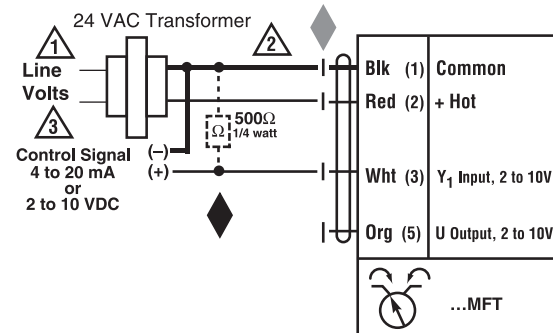 24 VAC Transformer
1
2
Line
Volts
3
Blk (1) Common
Red (2) + Hot
500Ω
Ω
1/4 watt
Control Signal
4 to 20 mA
or
2 to 10 VDC
(–)
(+)
Wht (3) Y1 Input, 2 to 10V
Org (5) U Output, 2 to 10V
...MFT